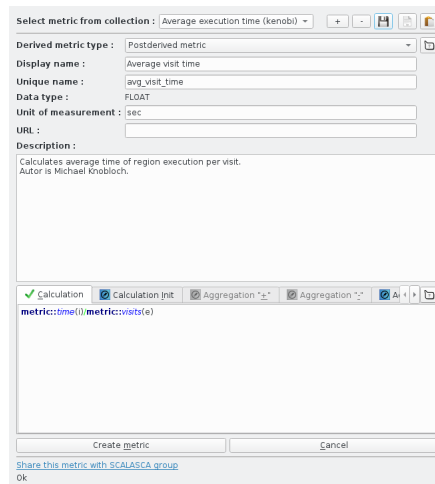 Select metric from collection : Average execution time (kenobi) + -
Derived metric type : Postderived metric
Display name : Average visit time
Unique name : avg_visit_time
Data type : FLOAT
Unit of measurement : sec
URL :
Description :
Calculates average time of region execution per visit.
Autor is Michael Knobloch.
Calculation Calculation Init Aggregation "+" Aggregation "-"
metric::time(i)/metric::visits(e)
Create metric Cancel
Share this metric with SCALASCA group
Ok